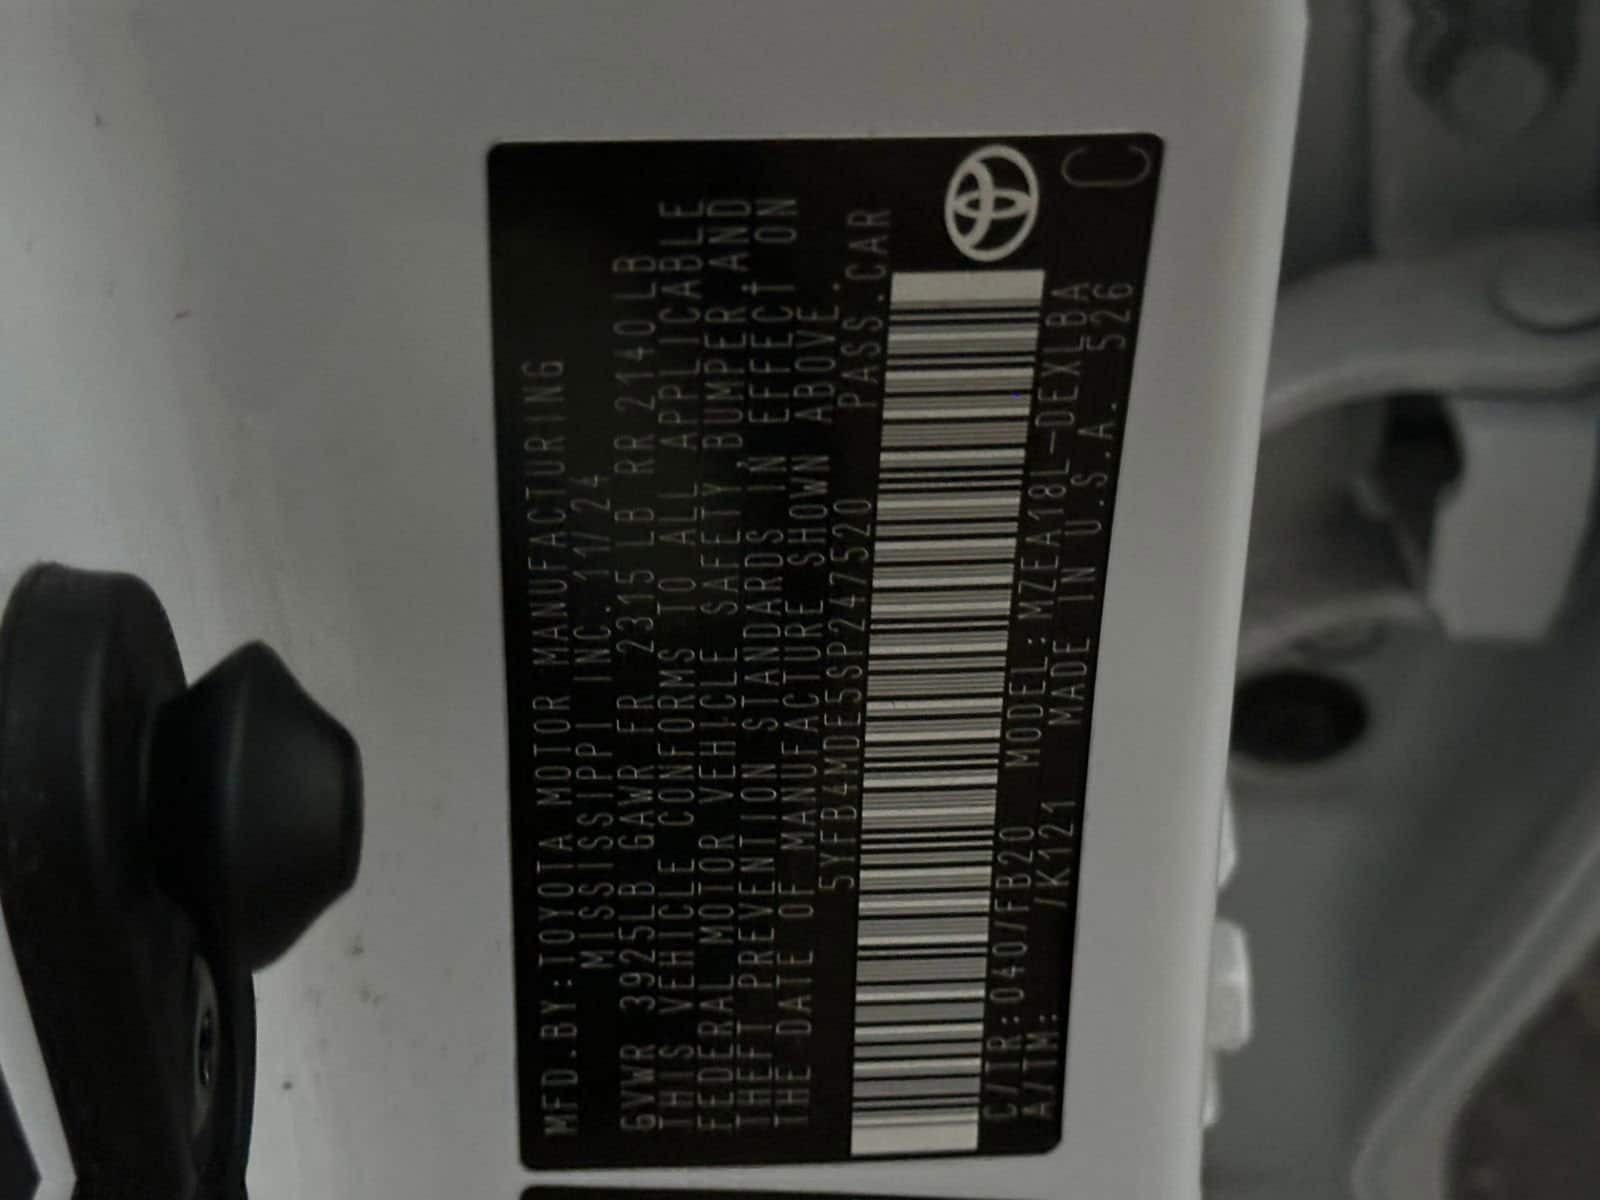 MFD.BY:TOYOTA MOTOR MANUFACTURING
MISSISSIPPI INC. 11/24
GVWR 3925LB GAWR FR 2315 LB RR 2140LB
THIS VEHICLE CONFORMS TO ALL APPLICABLE
FEDERAL MOTOR VEHICLE SAFETY, BUMPER, AND
THEFT PREVENTION STANDARDS IN EFFECT ON
THE DATE OF MANUFACTURE SHOWN ABOVE.
5YFB4MDE5SP247520 PASS.CAR
C/TR:040/FB20 MODEL:MZEA18L-DEXLBA
A/TM: /K121 MADE IN U.S.A. 526
C